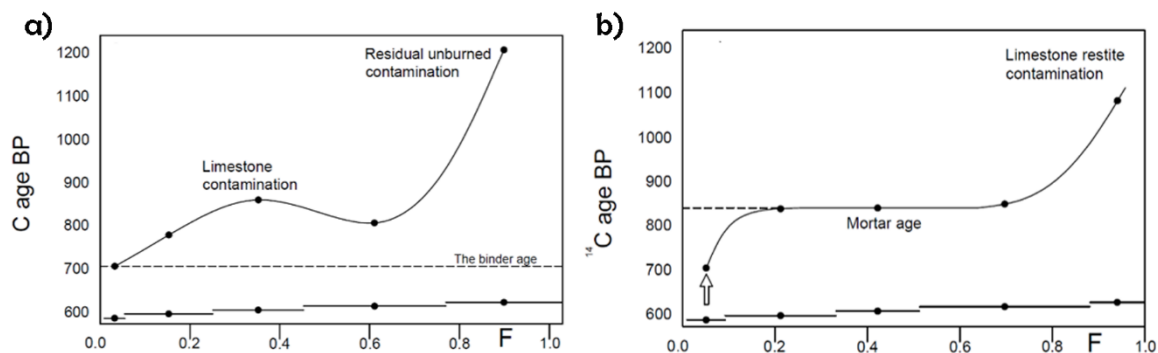 a)
1200
1100
1000
900
800
700
600
C age BP
Residual unburned
contamination
Limestone
contamination
The binder age
0.0
0.2
0.4
0.6
0.8
F
1.0
b)
1200
1100
1000
900
800
700
600
¹⁴C age BP
Limestone restite
contamination
Mortar age
0.0
0.2
0.4
0.6
0.8
F
1.0